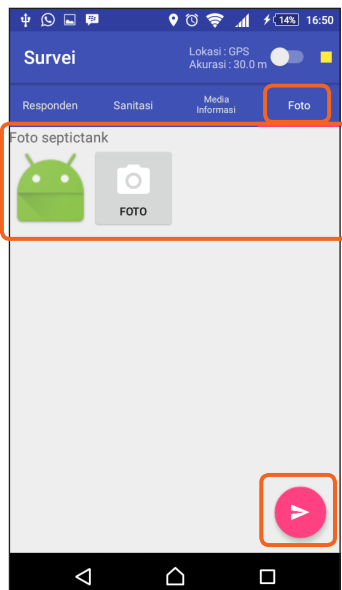 14% 16:50
Survei
Lokasi : GPS
Akurasi : 30.0 m
Responden
Sanitasi
Media
Informasi
Foto
Foto septictank
FOTO